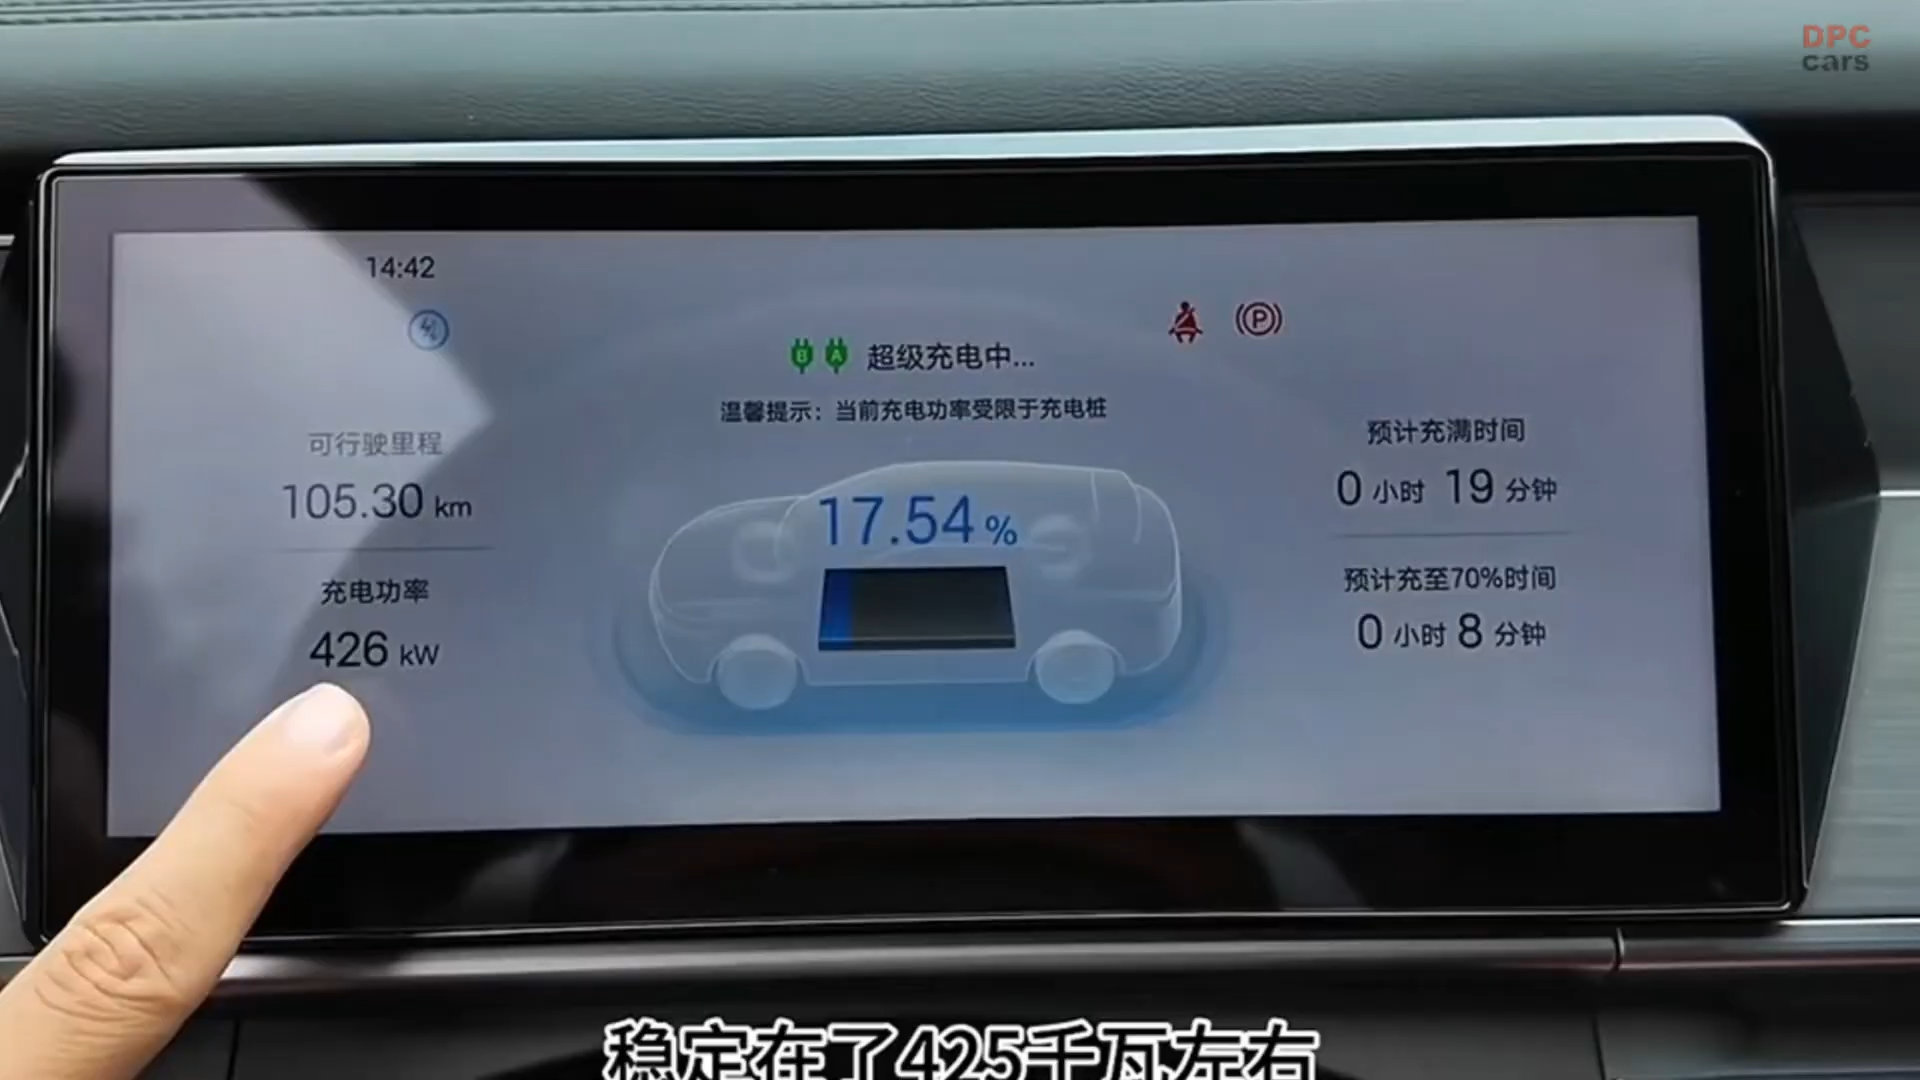 DPC
cars
14:42
B A 超级充电中...
温馨提示：当前充电功率受限于充电桩
P
可行驶里程
105.30 km
充电功率
426 kW
17.54 %
预计充满时间
0 小时 19 分钟
预计充至70%时间
0 小时 8 分钟
稳定在了425千瓦左右